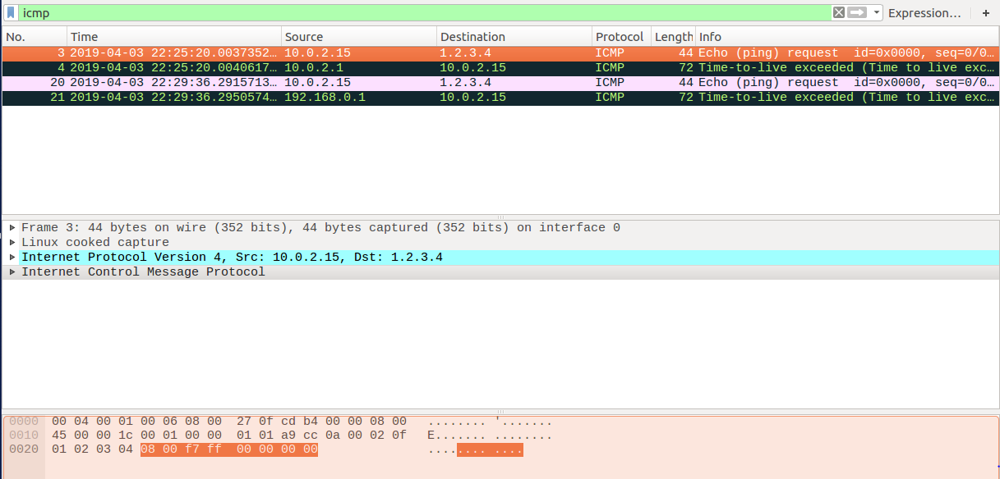 icmp Expression… +
No. Time Source Destination Protocol Length Info
3 2019-04-03 22:25:20.0037352… 10.0.2.15 1.2.3.4 ICMP 44 Echo (ping) request id=0x0000, seq=0/0…
4 2019-04-03 22:25:20.0040617… 10.0.2.1 10.0.2.15 ICMP 72 Time-to-live exceeded (Time to live exc…
20 2019-04-03 22:29:36.2915713… 10.0.2.15 1.2.3.4 ICMP 44 Echo (ping) request id=0x0000, seq=0/0…
21 2019-04-03 22:29:36.2950574… 192.168.0.1 10.0.2.15 ICMP 72 Time-to-live exceeded (Time to live exc…
Frame 3: 44 bytes on wire (352 bits), 44 bytes captured (352 bits) on interface 0
Linux cooked capture
Internet Protocol Version 4, Src: 10.0.2.15, Dst: 1.2.3.4
Internet Control Message Protocol
0000 00 04 00 01 00 06 08 00 27 0f cd b4 00 00 08 00 ........ '.......
0010 45 00 00 1c 00 01 00 00 01 01 a9 cc 0a 00 02 0f E....... ........
0020 01 02 03 04 08 00 f7 ff 00 00 00 00 ........ ....